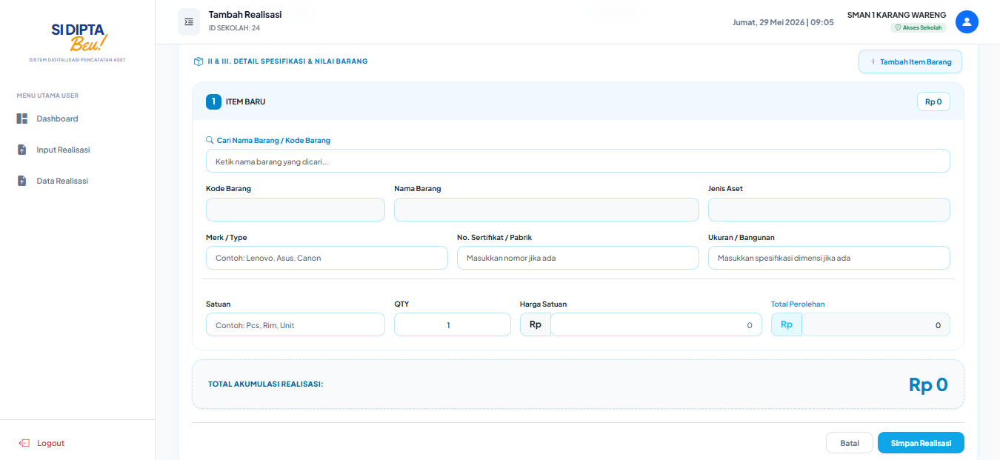 SI DIPTA
Beu!
SISTEM DIGITALISASI PENCATATAN ASET
MENU UTAMA USER
Dashboard
Input Realisasi
Data Realisasi
Logout
Tambah Realisasi
ID SEKOLAH: 24
Jumat, 29 Mei 2026 | 09:05
SMAN 1 KARANG WARENG
Akses Sekolah
II & III. DETAIL SPESIFIKASI & NILAI BARANG
+ Tambah Item Barang
1 ITEM BARU
Rp 0
Cari Nama Barang / Kode Barang
Ketik nama barang yang dicari...
Kode Barang
Nama Barang
Jenis Aset
Merk / Type
No. Sertifikat / Pabrik
Ukuran / Bangunan
Contoh: Lenovo, Asus, Canon
Masukkan nomor jika ada
Masukkan spesifikasi dimensi jika ada
Satuan
QTY
Harga Satuan
Total Perolehan
Contoh: Pcs, Rim, Unit
1
Rp 0
Rp 0
TOTAL AKUMULASI REALISASI:
Rp 0
Batal
Simpan Realisasi